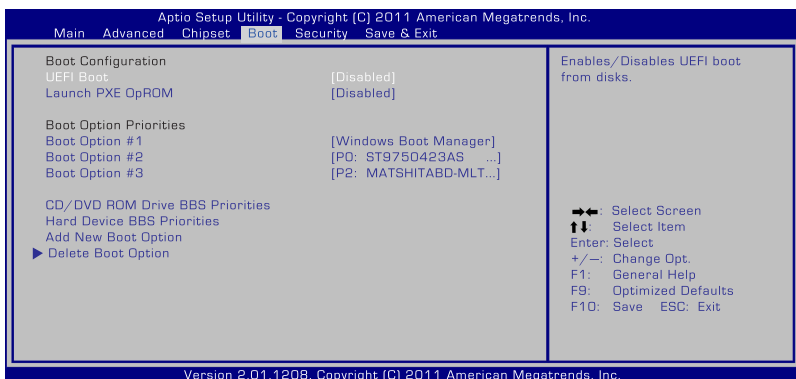 Aptio Setup Utility - Copyright (C) 2011 American Megatrends, Inc.
Main Advanced Chipset Boot Security Save & Exit
Boot Configuration
UEFI Boot [Disabled]
Launch PXE OpROM [Disabled]
Boot Option Priorities
Boot Option #1 [Windows Boot Manager]
Boot Option #2 [P0: ST9750423AS ...]
Boot Option #3 [P2: MATSHITABD-MLT...]
CD/DVD ROM Drive BBS Priorities
Hard Device BBS Priorities
Add New Boot Option
Delete Boot Option
Enables/Disables UEFI boot
from disks.
→←: Select Screen
↑↓: Select Item
Enter: Select
+/—: Change Opt.
F1: General Help
F9: Optimized Defaults
F10: Save ESC: Exit
Version 2.01.1208. Copyright (C) 2011 American Megatrends, Inc.